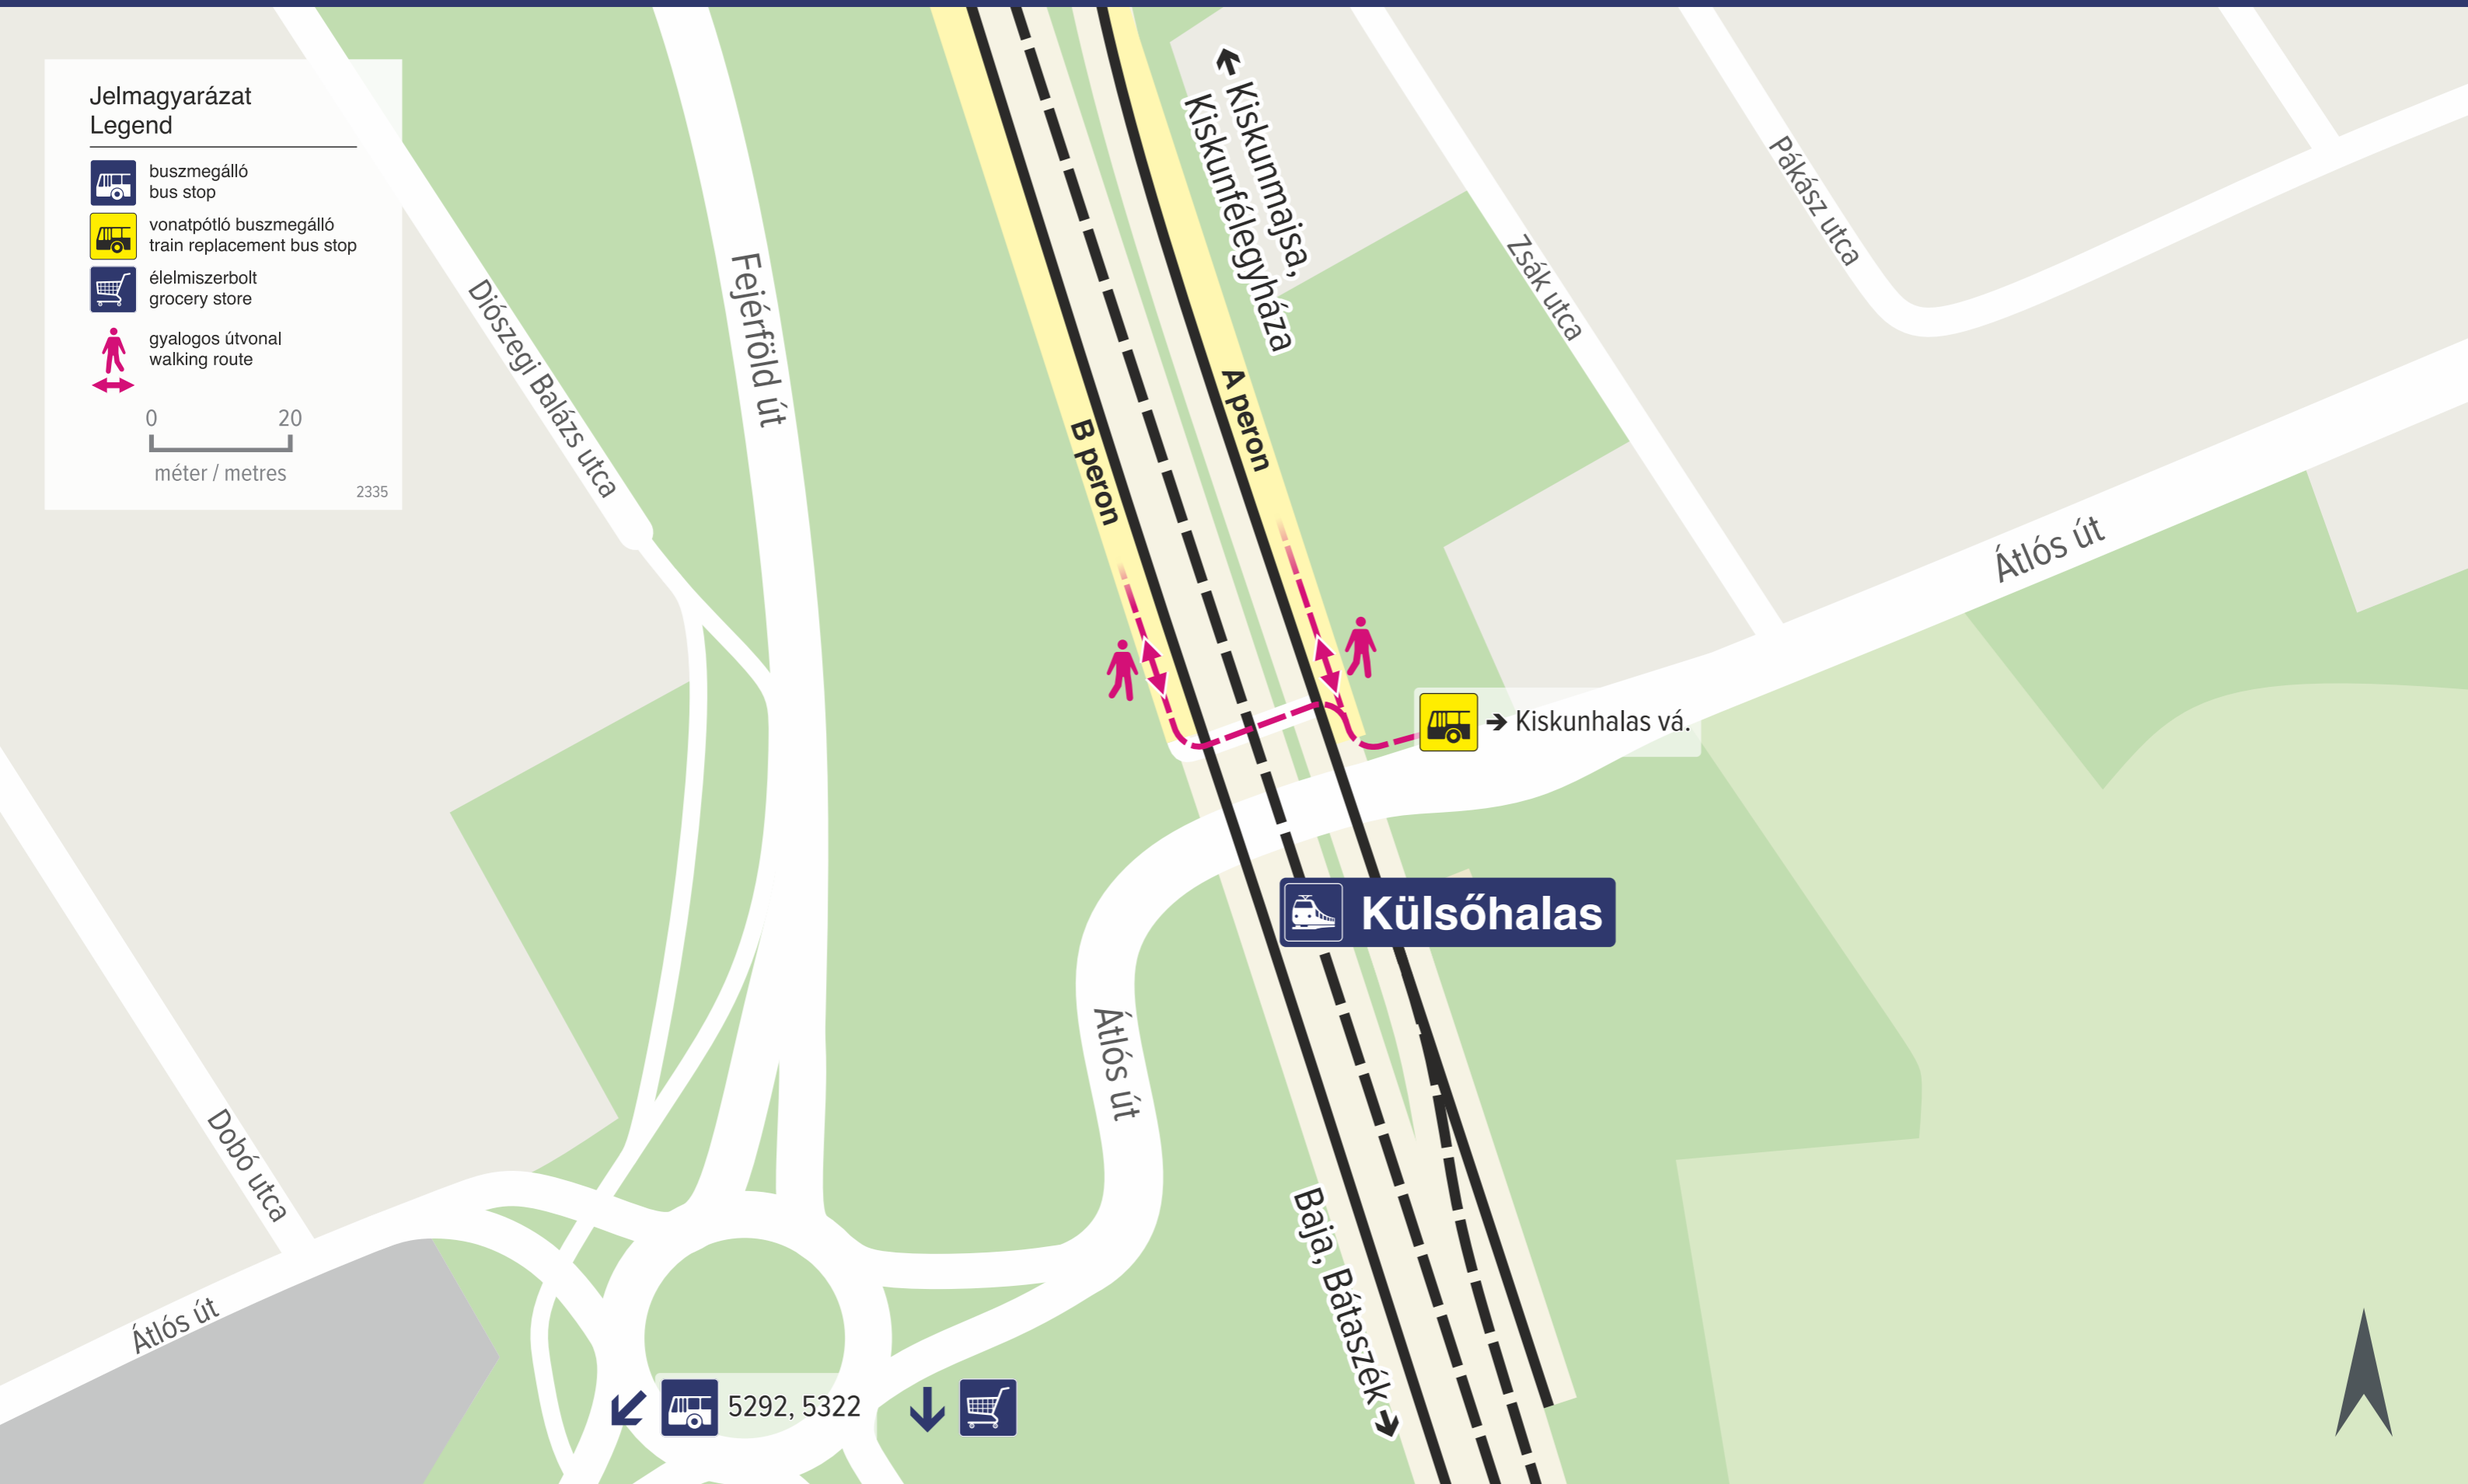 Jelmagyarázat
Legend
buszmegálló
bus stop
vonatpótló buszmegálló
train replacement bus stop
élelmiszerbolt
grocery store
gyalogos útvonal
walking route
0 20
méter / metres
2335
Diószegi Balázs utca
Fejérföld út
B peron
A peron
← Kiskunmajsa,
Kiskunfélegyháza
Zsák utca
Pákász utca
Átlós út
→ Kiskunhalas vá.
Külsőhalas
Átlós út
Dobó utca
Átlós út
Baja, Bátaszék →
5292, 5322